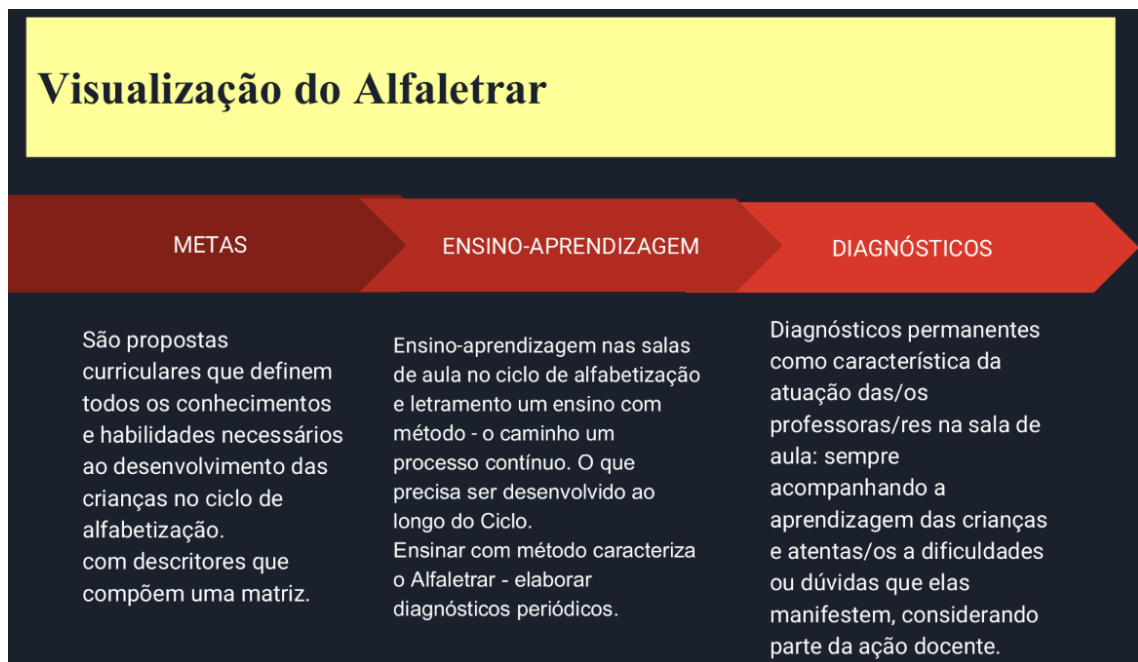 Visualização do Alfaletrar
METAS
ENSINO-APRENDIZAGEM
DIAGNÓSTICOS
São propostas
curriculares que definem
todos os conhecimentos
e habilidades necessários
ao desenvolvimento das
crianças no ciclo de
alfabetização.
com descritores que
compõem uma matriz.
Ensino-aprendizagem nas salas
de aula no ciclo de alfabetização
e letramento um ensino com
método - o caminho um
processo contínuo. O que
precisa ser desenvolvido ao
longo do Ciclo.
Ensinar com método caracteriza
o Alfaletrar - elaborar
diagnósticos periódicos.
Diagnósticos permanentes
como característica da
atuação das/os
professoras/res na sala de
aula: sempre
acompanhando a
aprendizagem das crianças
e atentas/os a dificuldades
ou dúvidas que elas
manifestem, considerando
parte da ação docente.